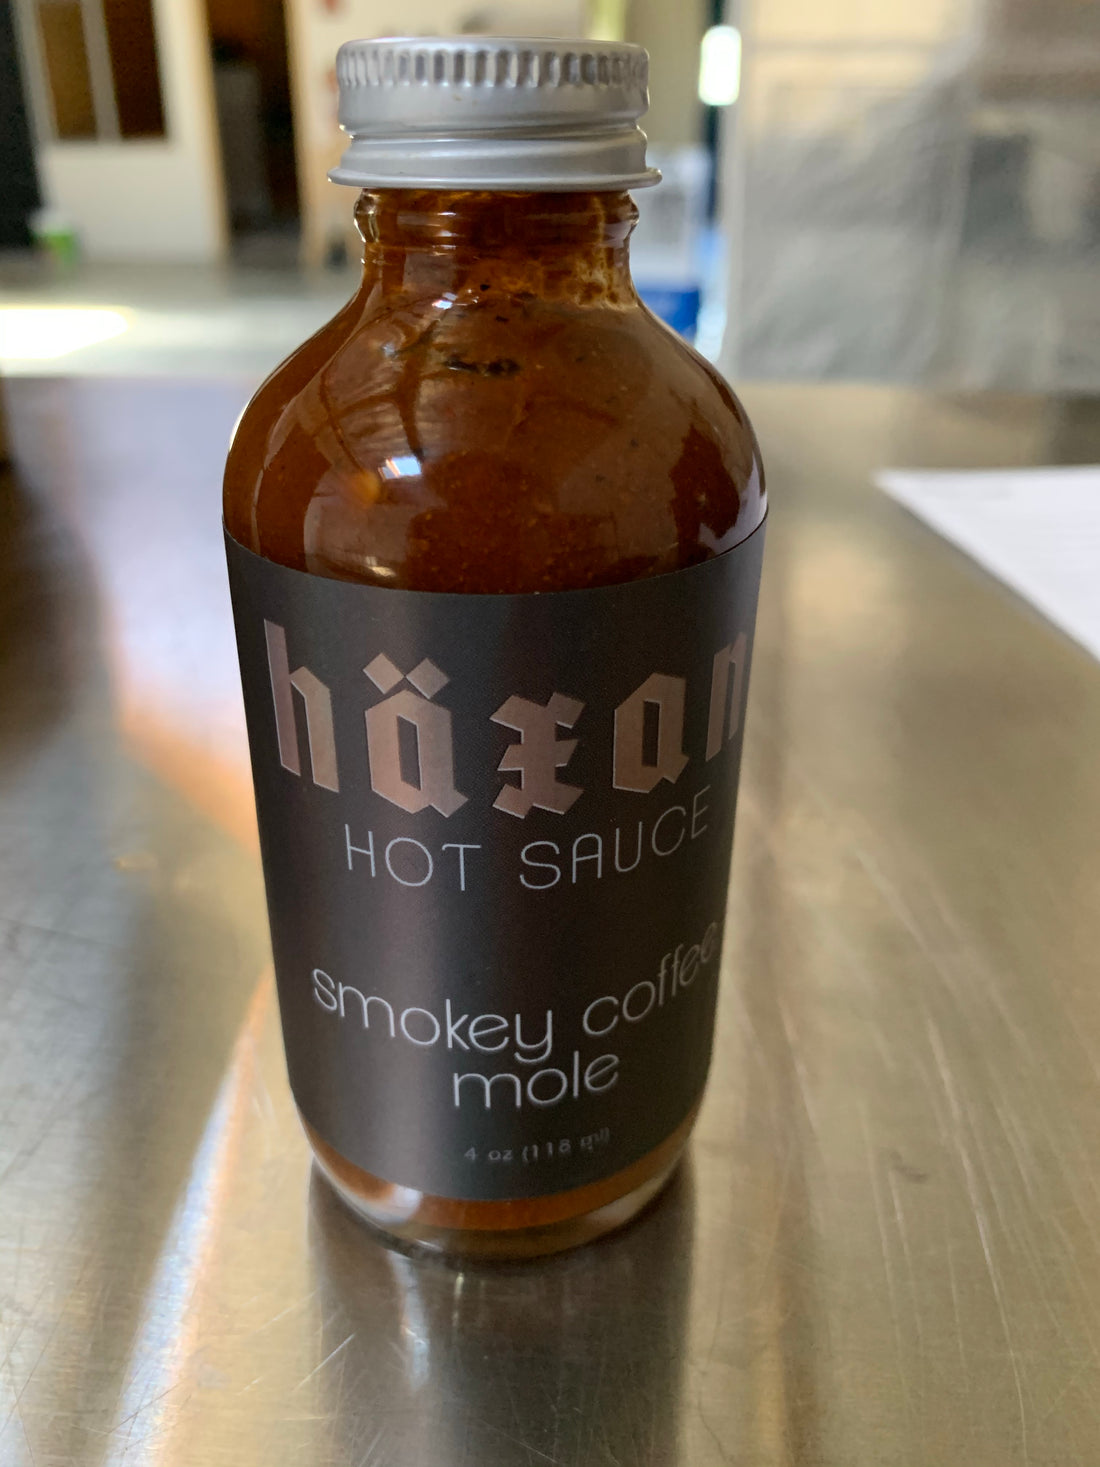 häxan
HOT SAUCE
smokey coffee
mole
4 oz (118 ml)